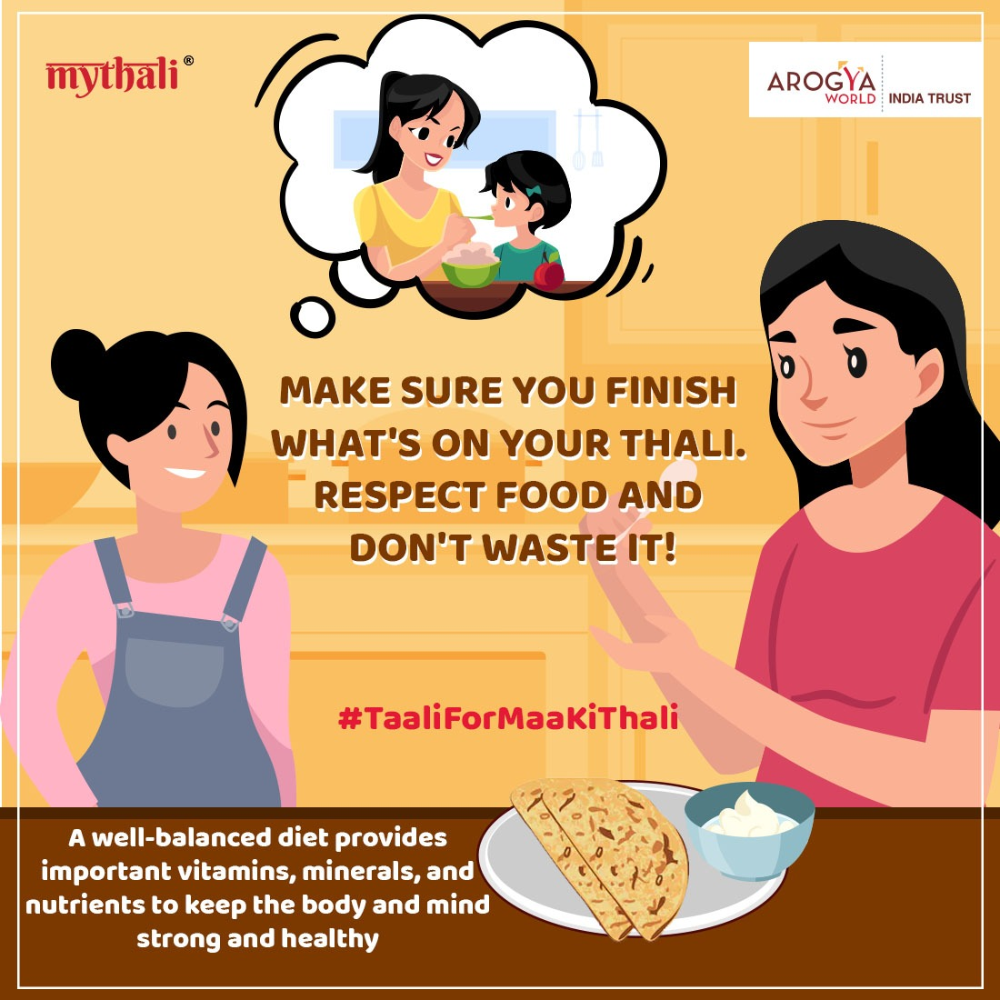 mythali®
AROGYA
WORLD
INDIA TRUST
MAKE SURE YOU FINISH
WHAT'S ON YOUR THALI.
RESPECT FOOD AND
DON'T WASTE IT!
#TaaliForMaaKiThali
A well-balanced diet provides
important vitamins, minerals, and
nutrients to keep the body and mind
strong and healthy